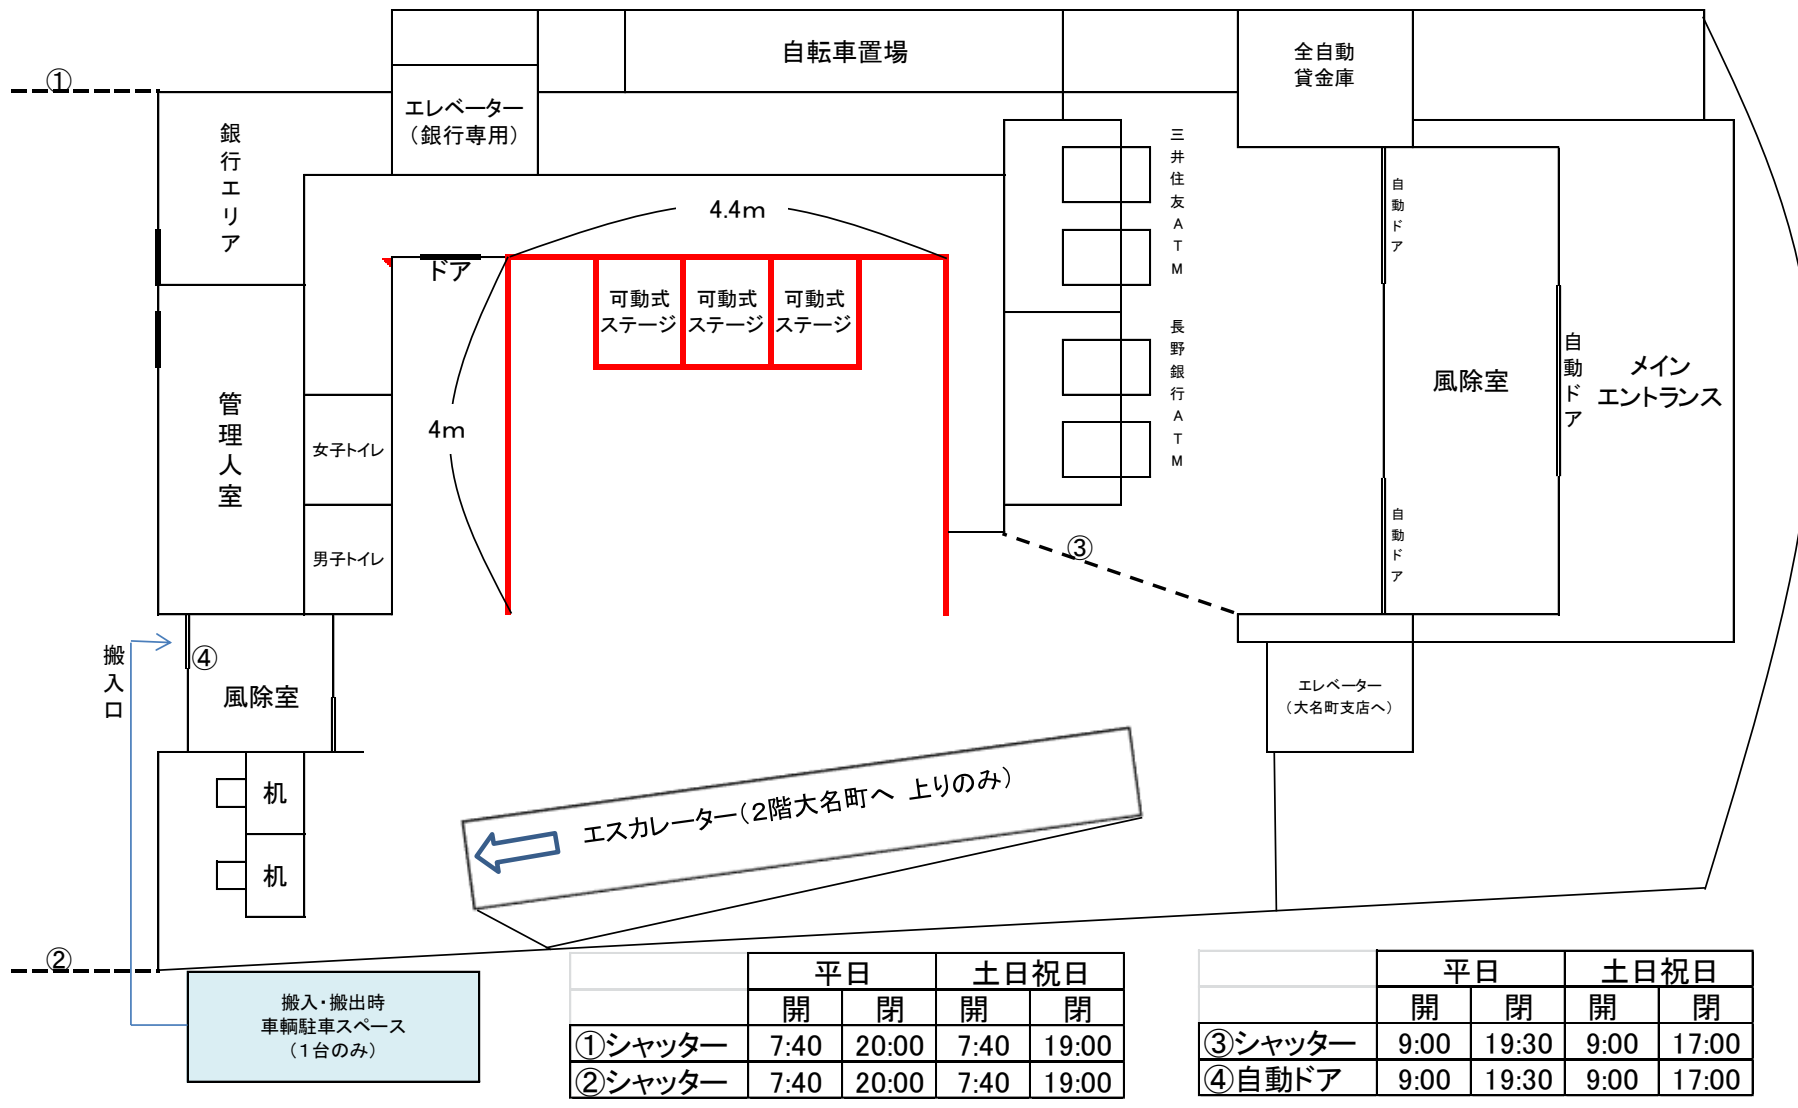 自転車置場
全自動
貸金庫
①
エレベーター
（銀行専用）
銀行エリア
三井住友ATM
自動ドア
4.4m
ドア
可動式
ステージ
可動式
ステージ
可動式
ステージ
長野銀行ATM
自動ドア
風除室
メイン
エントランス
管理人室
4m
女子トイレ
男子トイレ
自動ドア
③
搬入口
④
風除室
エレベーター
（大名町支店へ）
エスカレーター（2階大名町へ 上りのみ）
机
机
②
搬入・搬出時
車輌駐車スペース
（1台のみ）
平日 土日祝日
開 閉 開 閉
①シャッター 7:40 20:00 7:40 19:00
②シャッター 7:40 20:00 7:40 19:00
平日 土日祝日
開 閉 開 閉
③シャッター 9:00 19:30 9:00 17:00
④自動ドア 9:00 19:30 9:00 17:00